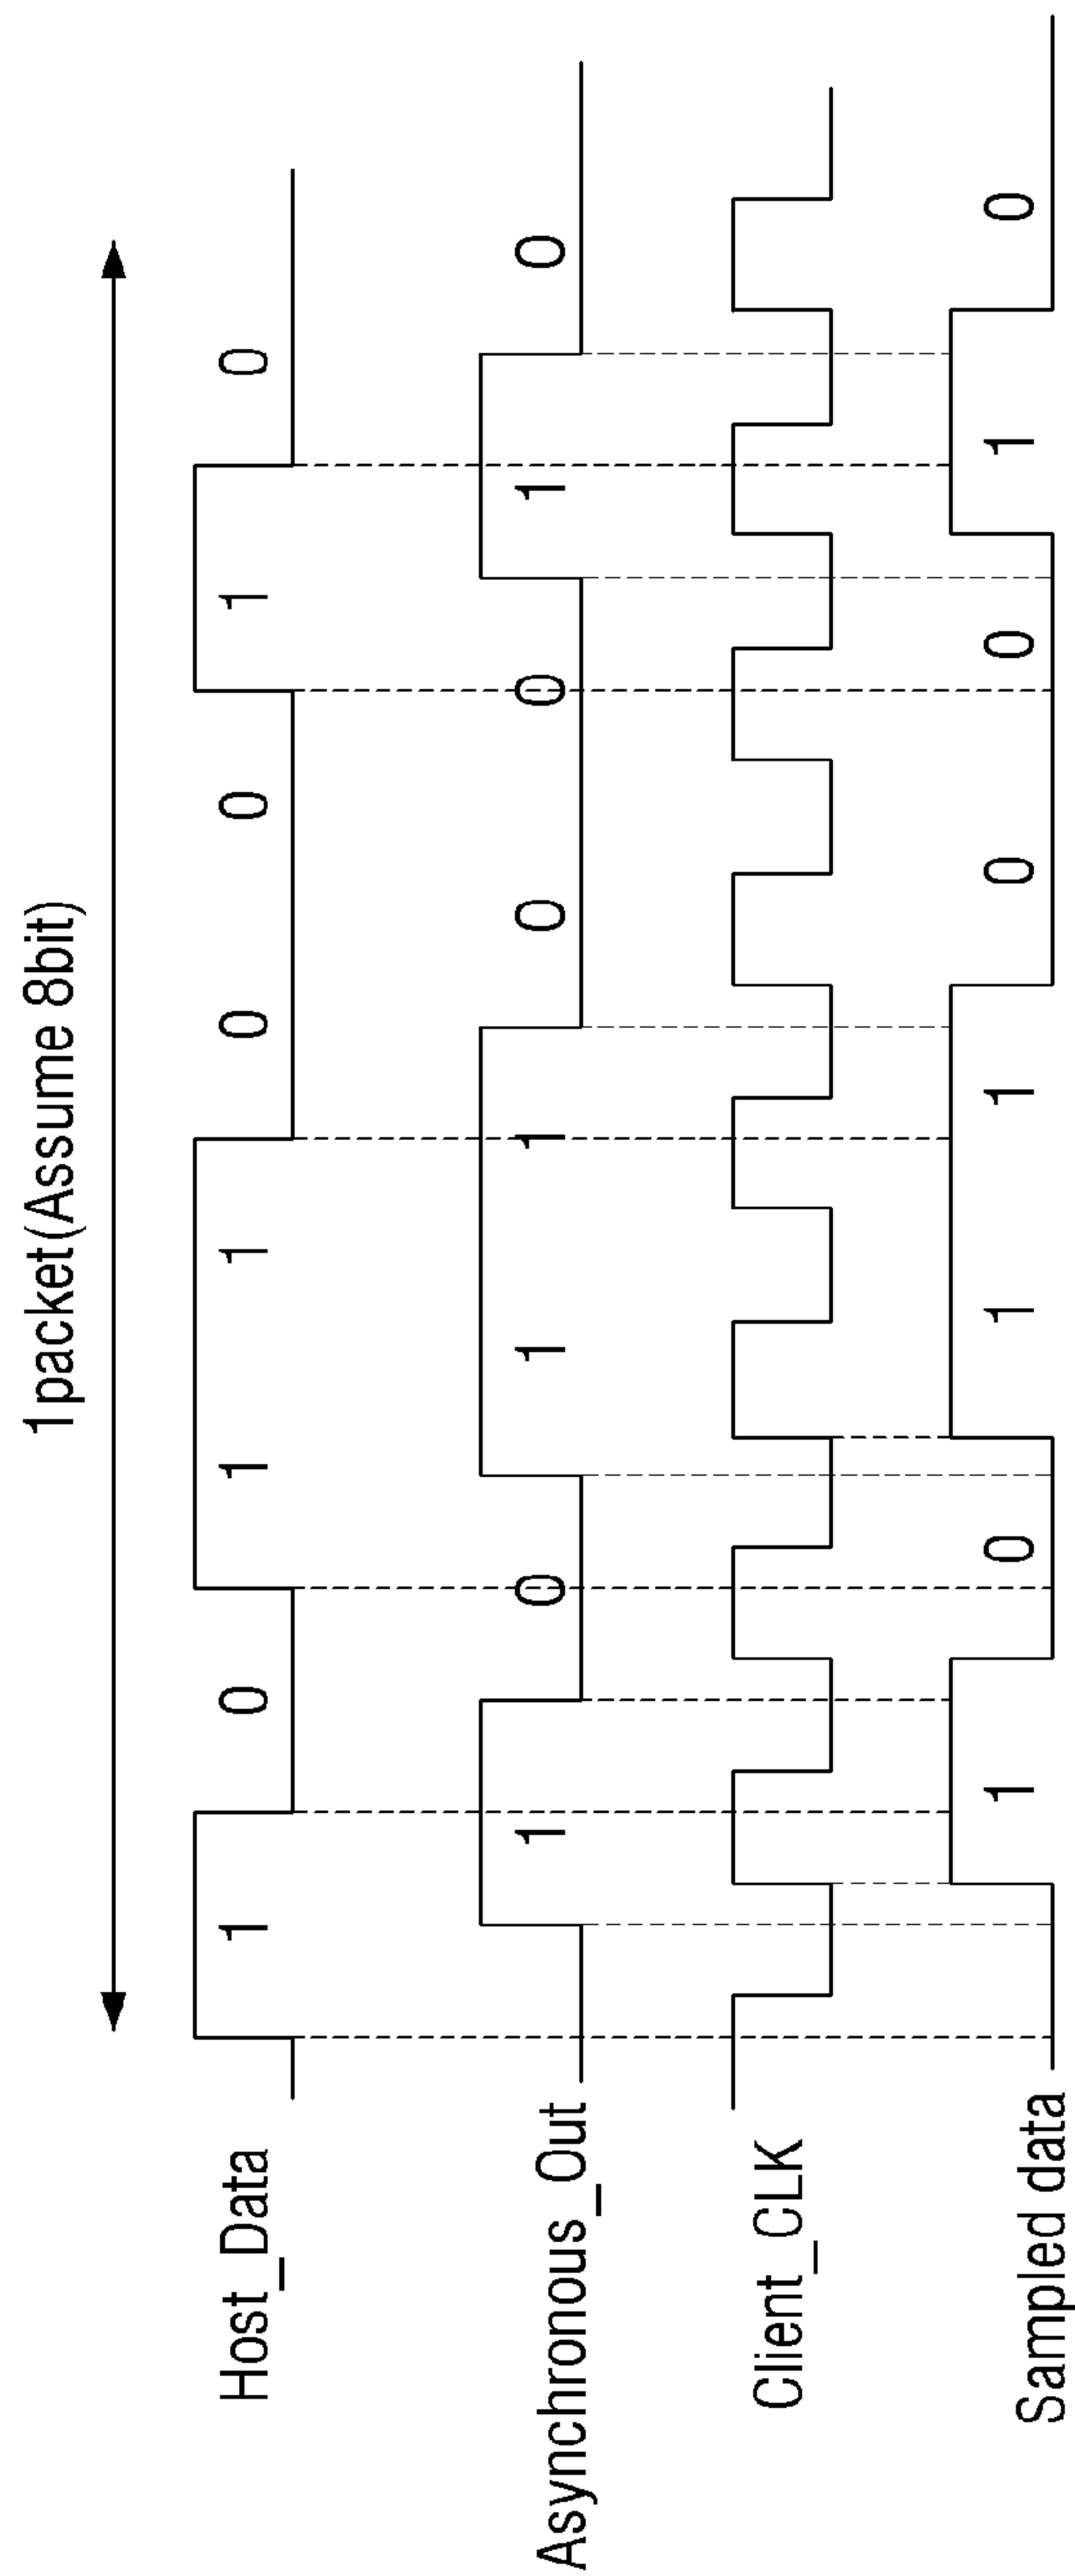 1packet(Assume 8bit)
Host_Data 1 0 1 1 0 0 1 0
Asynchronous_Out 1 0 1 1 0 0 1 0
Client_CLK
Sampled data 1 0 1 1 0 0 1 0